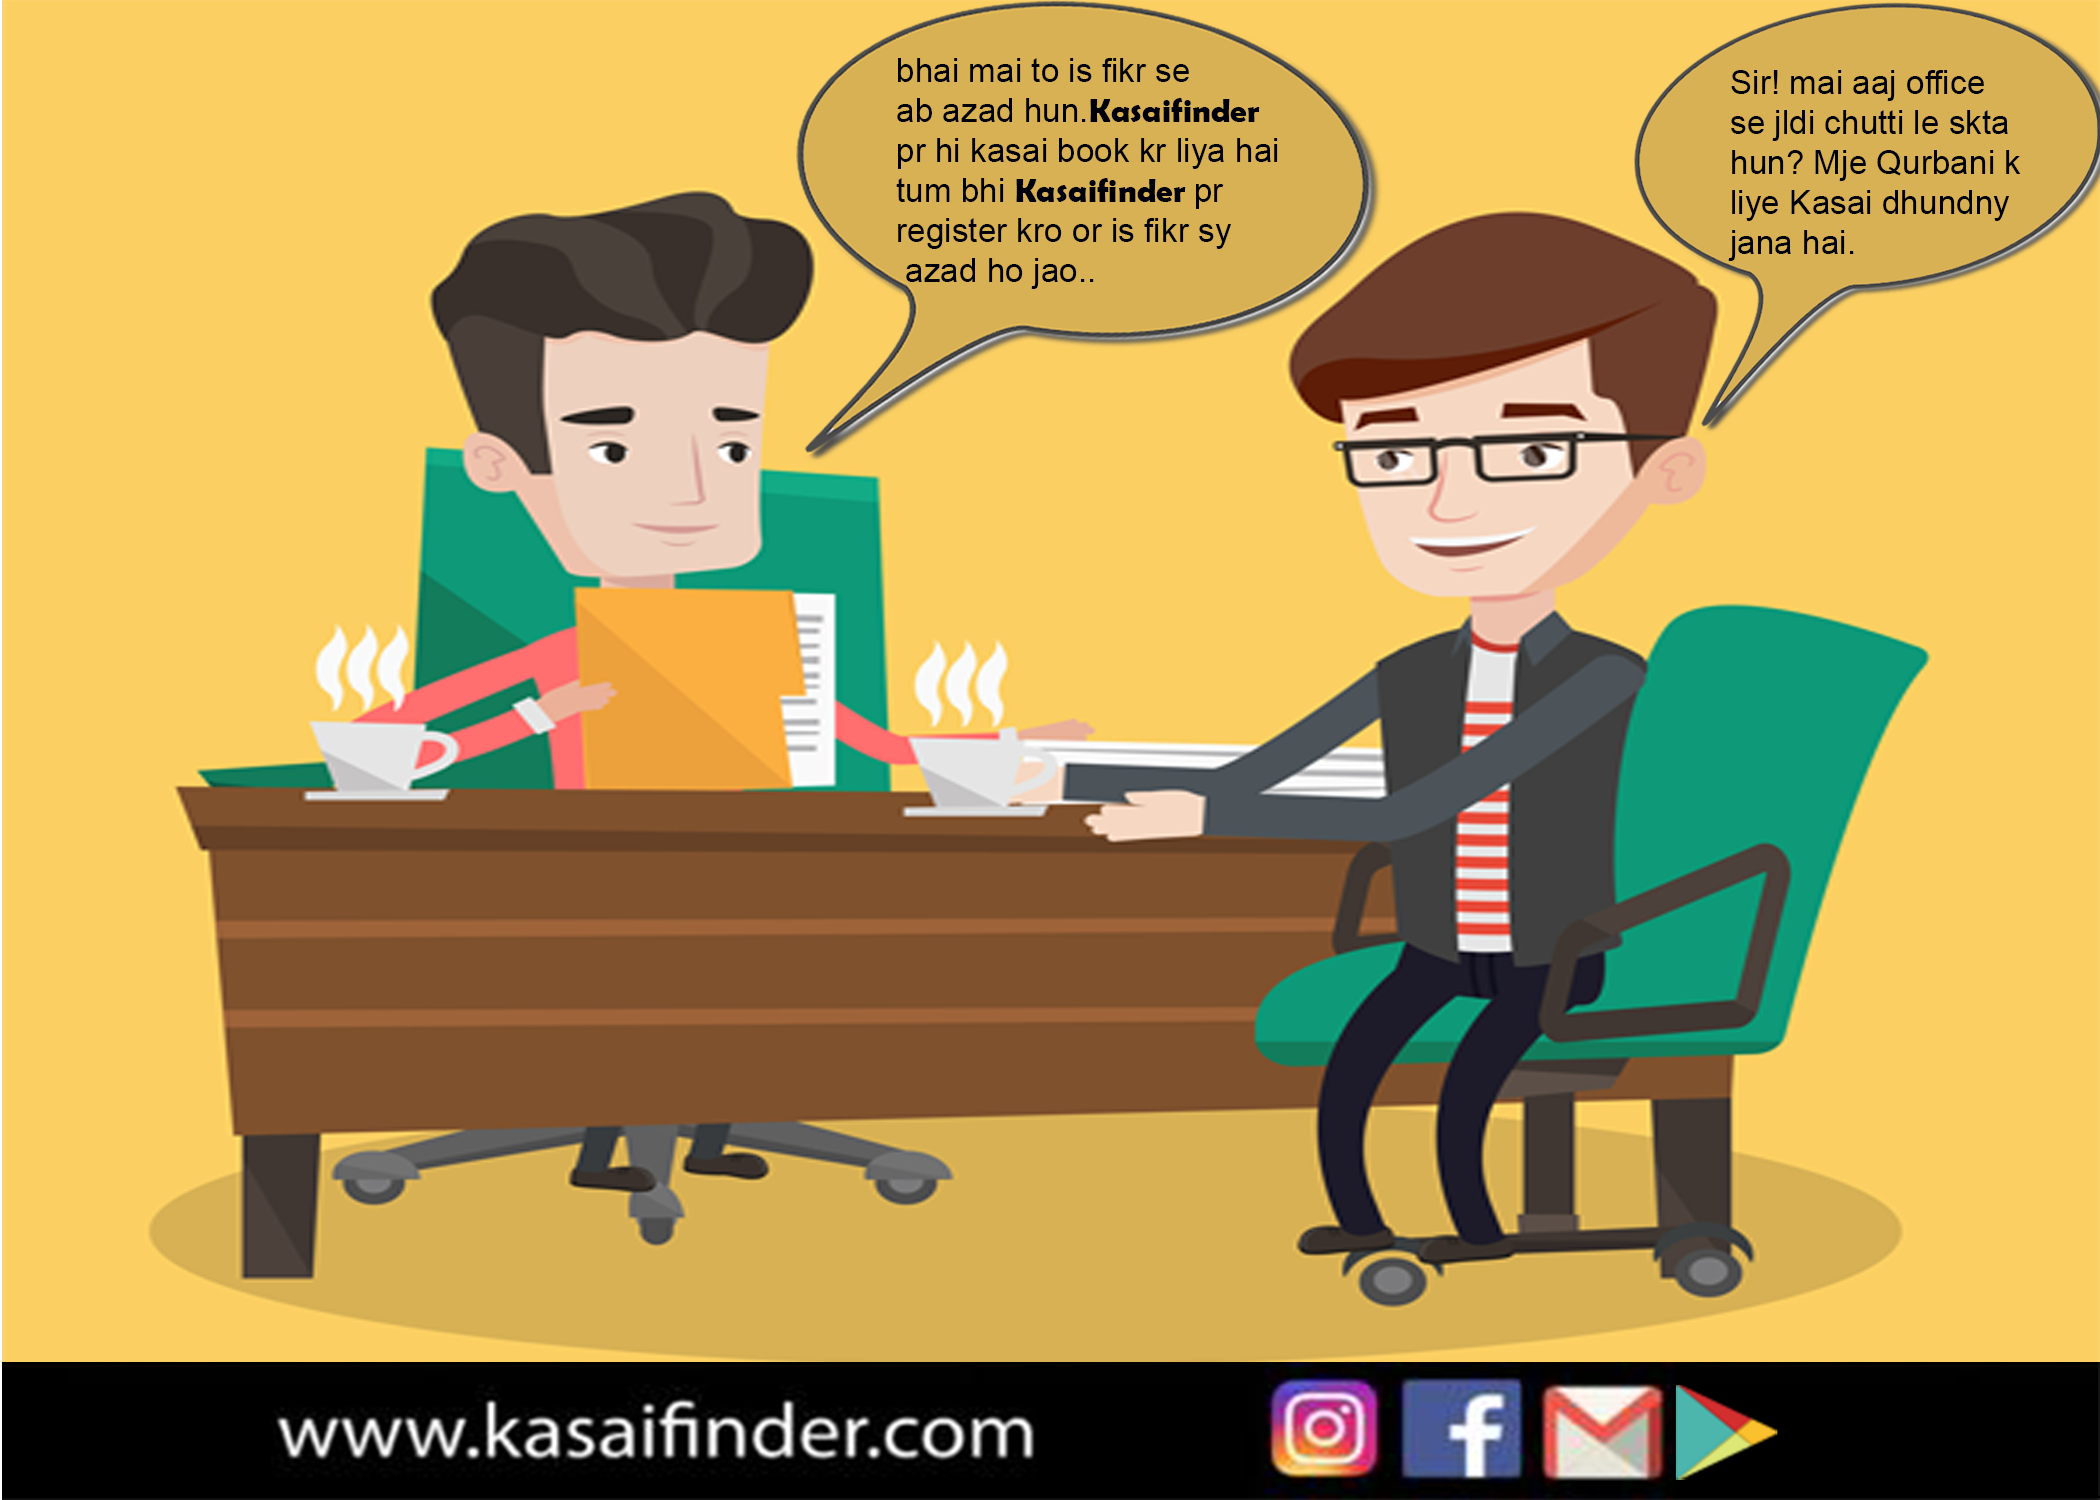 bhai mai to is fikr se
ab azad hun.Kasaifinder
pr hi kasai book kr liya hai
tum bhi Kasaifinder pr
register kro or is fikr sy
azad ho jao..
Sir! mai aaj office
se jldi chutti le skta
hun? Mje Qurbani k
liye Kasai dhundny
jana hai.
www.kasaifinder.com